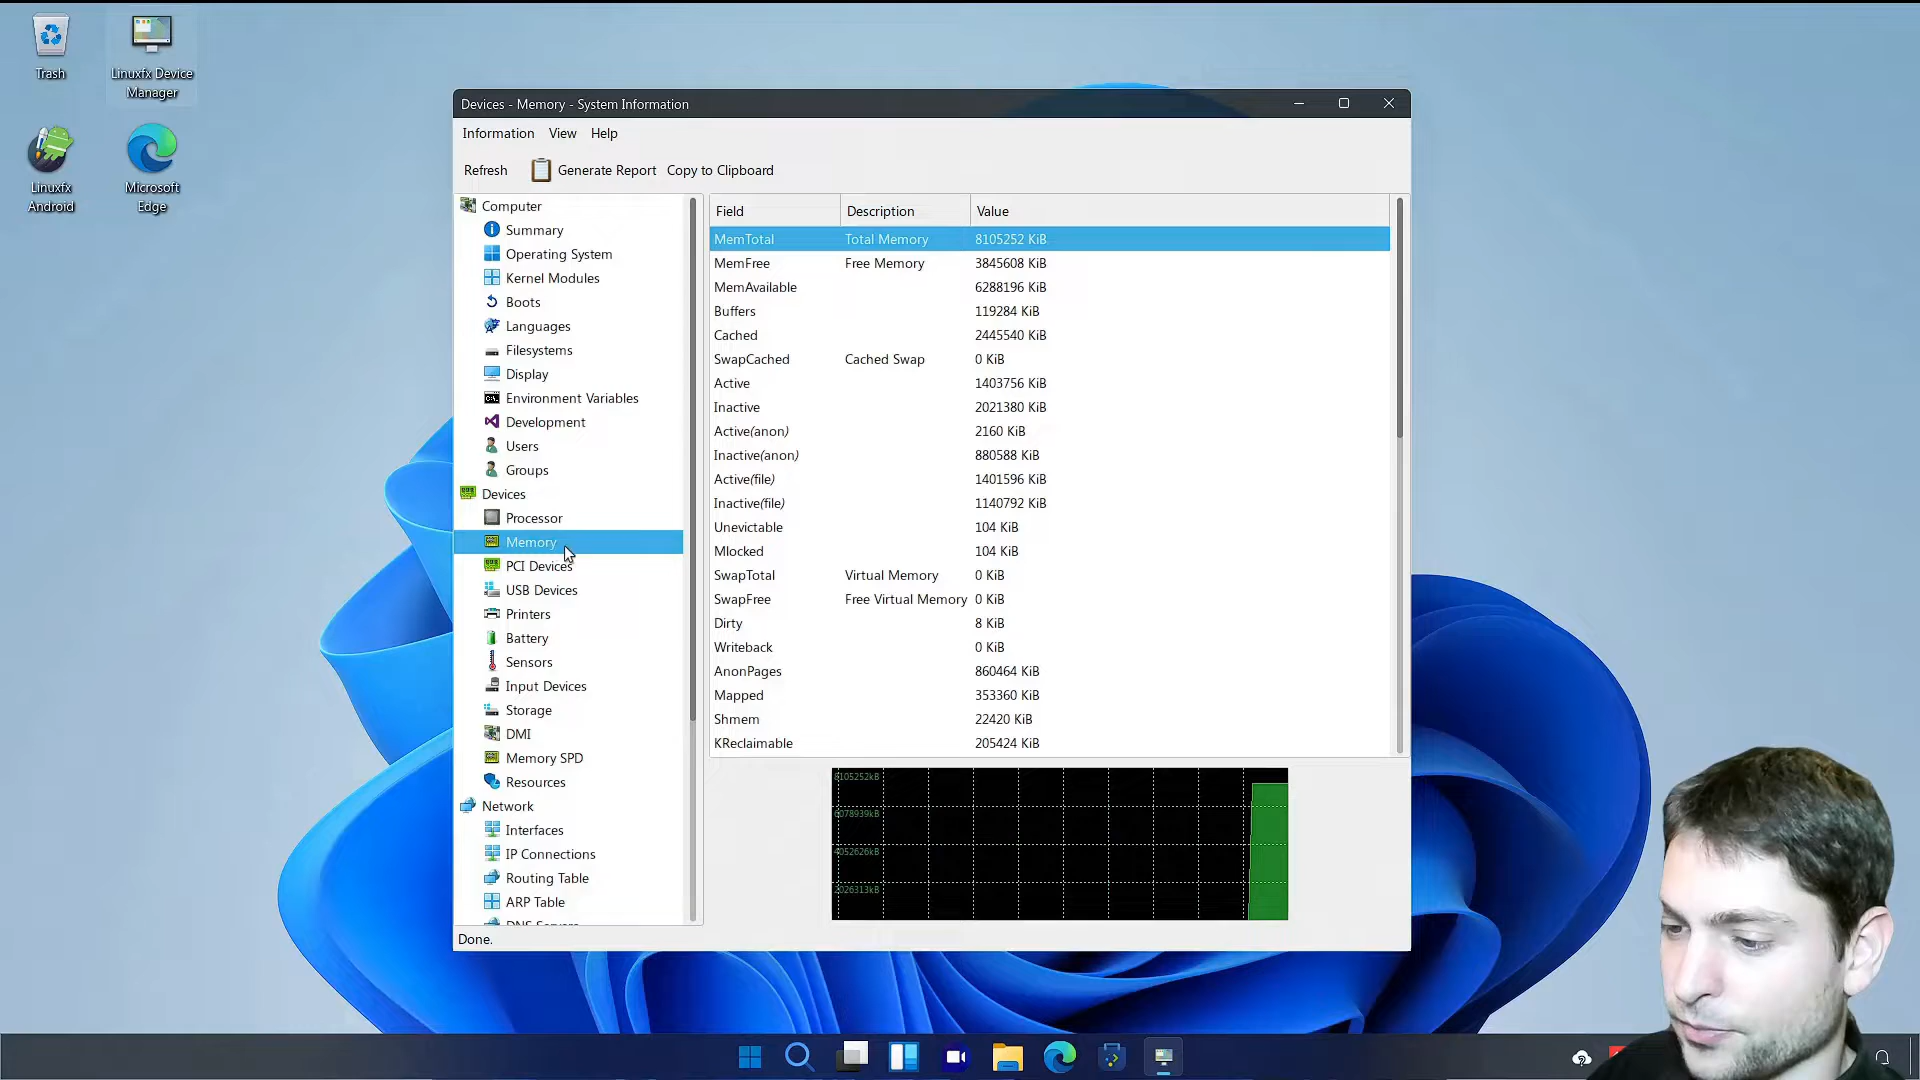 Trash
Linuxfx Device
Manager
Linuxfx
Android
Microsoft
Edge
Devices - Memory - System Information
Information View Help
Refresh Generate Report Copy to Clipboard
Computer
Summary
Operating System
Kernel Modules
Boots
Languages
Filesystems
Display
Environment Variables
Development
Users
Groups
Devices
Processor
Memory
PCI Devices
USB Devices
Printers
Battery
Sensors
Input Devices
Storage
DMI
Memory SPD
Resources
Network
Interfaces
IP Connections
Routing Table
ARP Table
DNS Servers
Field Description Value
MemTotal Total Memory 8105252 KiB
MemFree Free Memory 3845608 KiB
MemAvailable 6288196 KiB
Buffers 119284 KiB
Cached 2445540 KiB
SwapCached Cached Swap 0 KiB
Active 1403756 KiB
Inactive 2021380 KiB
Active(anon) 2160 KiB
Inactive(anon) 880588 KiB
Active(file) 1401596 KiB
Inactive(file) 1140792 KiB
Unevictable 104 KiB
Mlocked 104 KiB
SwapTotal Virtual Memory 0 KiB
SwapFree Free Virtual Memory 0 KiB
Dirty 8 KiB
Writeback 0 KiB
AnonPages 860464 KiB
Mapped 353360 KiB
Shmem 22420 KiB
KReclaimable 205424 KiB
8105252kB
6078939kB
4052626kB
2026313kB
Done.